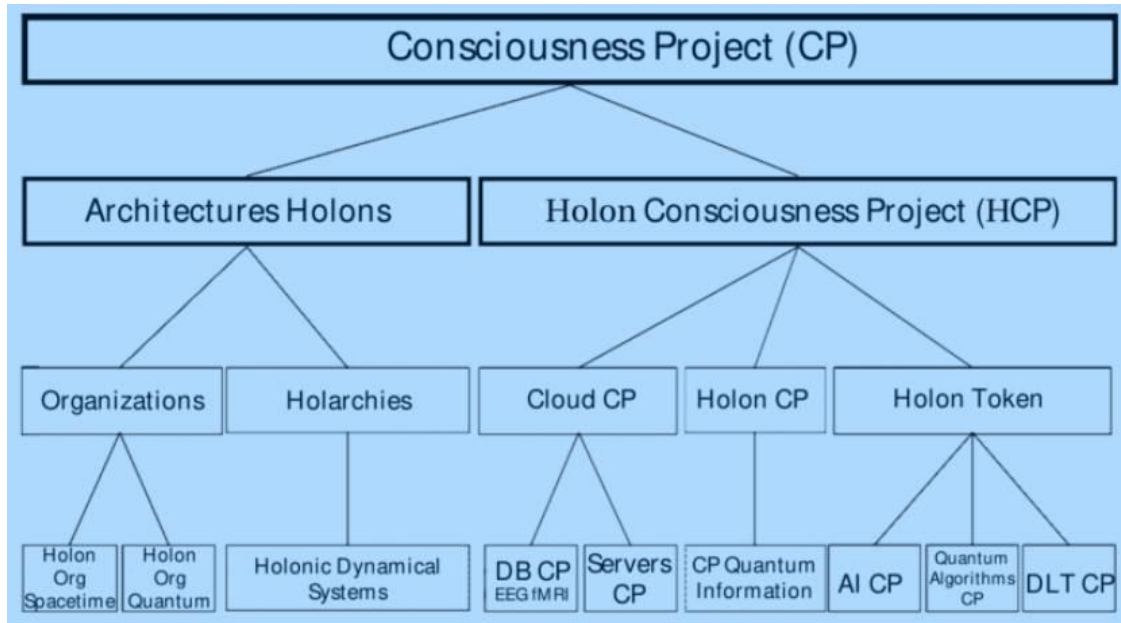 Consciousness Project (CP)
Architectures Holons
Holon Consciousness Project (HCP)
Organizations
Holarchies
Cloud CP
Holon CP
Holon Token
Holon
Org
Spacetime
Holon
Org
Quantum
Holonic Dynamical
Systems
DB CP
EEG fMRI
Servers
CP
CP Quantum
Information
AI CP
Quantum
Algorithms
CP
DLT CP